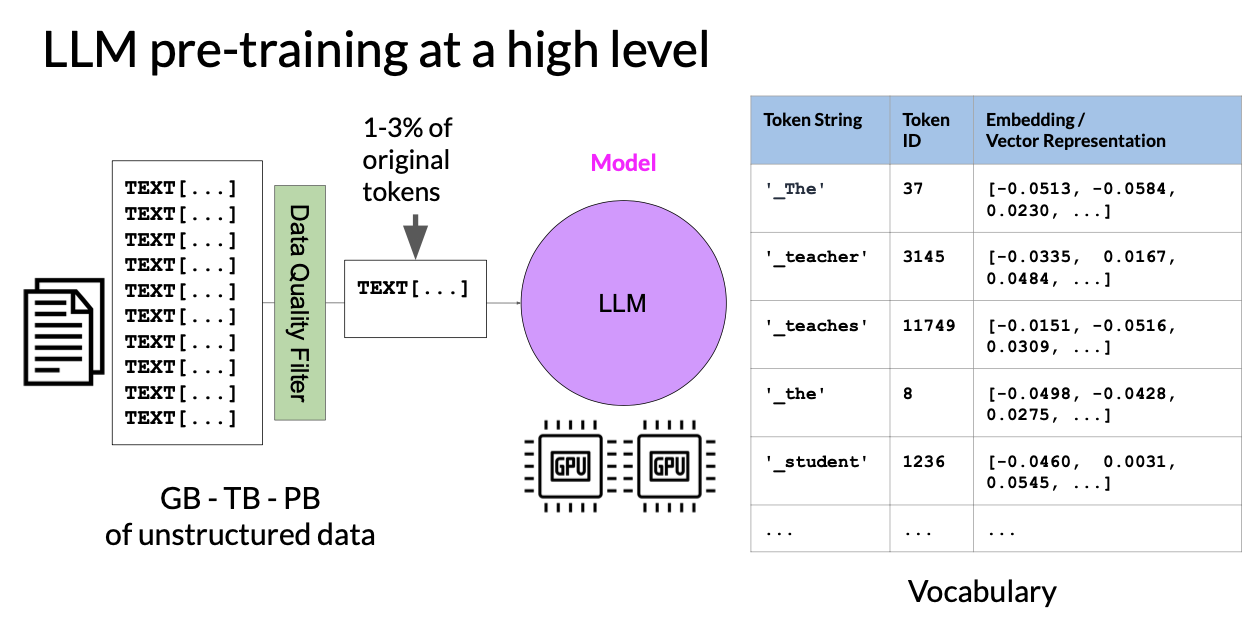 LLM pre-training at a high level
1-3% of
original
tokens
TEXT[...]
TEXT[...]
TEXT[...]
TEXT[...]
TEXT[...]
TEXT[...]
TEXT[...]
TEXT[...]
TEXT[...]
TEXT[...]
Data Quality Filter
TEXT[...]
Model
LLM
GPU GPU
GB - TB - PB
of unstructured data
Token String Token ID Embedding / Vector Representation
'_The' 37 [-0.0513, -0.0584,
0.0230, ...]
'_teacher' 3145 [-0.0335, 0.0167,
0.0484, ...]
'_teaches' 11749 [-0.0151, -0.0516,
0.0309, ...]
'_the' 8 [-0.0498, -0.0428,
0.0275, ...]
'_student' 1236 [-0.0460, 0.0031,
0.0545, ...]
... ... ...
Vocabulary